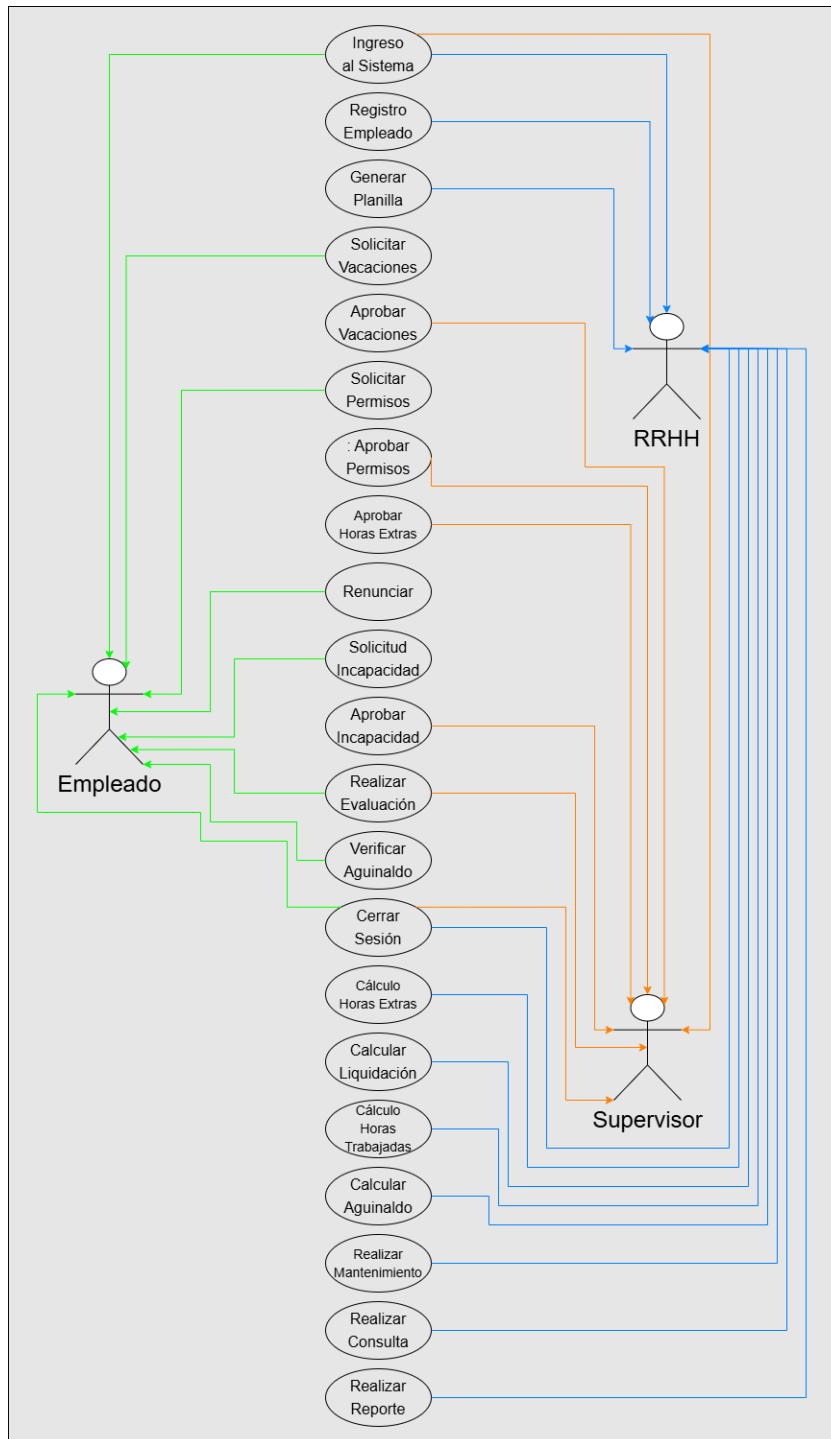 Ingreso
al Sistema
Registro
Empleado
Generar
Planilla
Solicitar
Vacaciones
Aprobar
Vacaciones
Solicitar
Permisos
RRHH
: Aprobar
Permisos
Aprobar
Horas Extras
Renunciar
Solicitud
Incapacidad
Aprobar
Incapacidad
Empleado
Realizar
Evaluación
Verificar
Aguinaldo
Cerrar
Sesión
Cálculo
Horas Extras
Calcular
Liquidación
Supervisor
Cálculo
Horas
Trabajadas
Calcular
Aguinaldo
Realizar
Mantenimiento
Realizar
Consulta
Realizar
Reporte